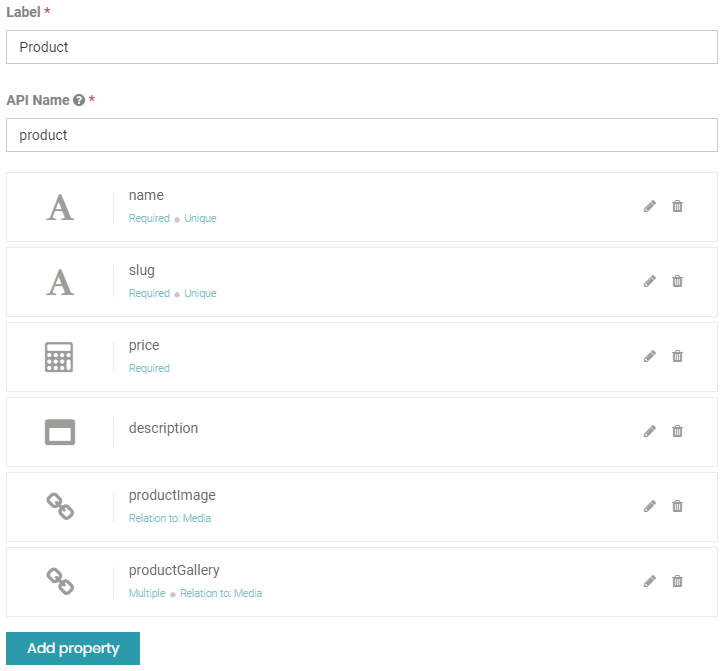 Label *
Product
API Name ? *
product
name
Required ● Unique
slug
Required ● Unique
price
Required
description
productImage
Relation to: Media
productGallery
Multiple ● Relation to: Media
Add property